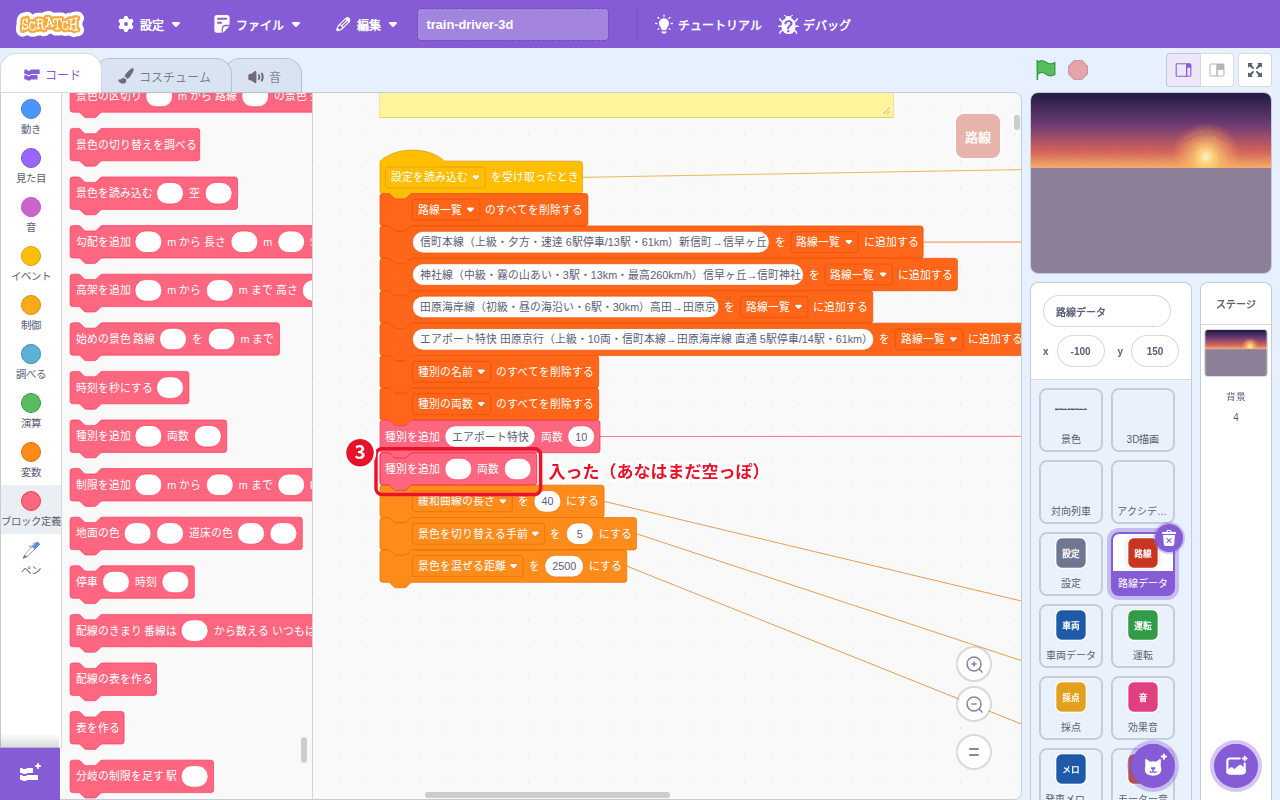 SCRATCH
設定
ファイル
編集
train-driver-3d
チュートリアル
デバッグ
コード
コスチューム
音
動き
見た目
音
イベント
制御
調べる
演算
変数
ブロック定義
ペン
景色の区切り m から 路線 の景色
景色の切り替えを調べる
景色を読み込む 空
勾配を追加 m から 長さ m
高架を追加 m から m まで 高さ
始めの景色 路線 を m まで
時刻を秒にする
種別を追加 両数
制限を追加 m から m まで
地面の色 道床の色
停車 時刻
配線のきまり 番線は から数える いつもは
配線の表を作る
表を作る
分岐の制限を足す 駅
路線
設定を読み込む を受け取ったとき
路線一覧 のすべてを削除する
信町本線（上級・夕方・速達 6駅停車/13駅・61km）新信町→信早ヶ丘 を 路線一覧 に追加する
神社線（中級・霧の山あい・3駅・13km・最高260km/h）信早ヶ丘→信町神社 を 路線一覧 に追加する
田原海岸線（初級・昼の海沿い・6駅・30km）高田→田原京 を 路線一覧 に追加する
エアポート特快 田原京行（上級・10両・信町本線→田原海岸線 直通 5駅停車/14駅・61km） を 路線一覧 に追加する
種別の名前 のすべてを削除する
種別の両数 のすべてを削除する
種別を追加 エアポート特快 両数 10
3
種別を追加 両数
入った（あなはまだ空っぽ）
緩和曲線の長さ を 40 にする
景色を切り替える手前 を 5 にする
景色を混ぜる距離 を 2500 にする
路線データ
x -100 y 150
景色
3D描画
対向列車
アクシデ…
設定
設定
路線
路線データ
車両
車両データ
運転
運転
採点
採点
音
効果音
メロ
発車メロ…
モーター音
ステージ
背景
4